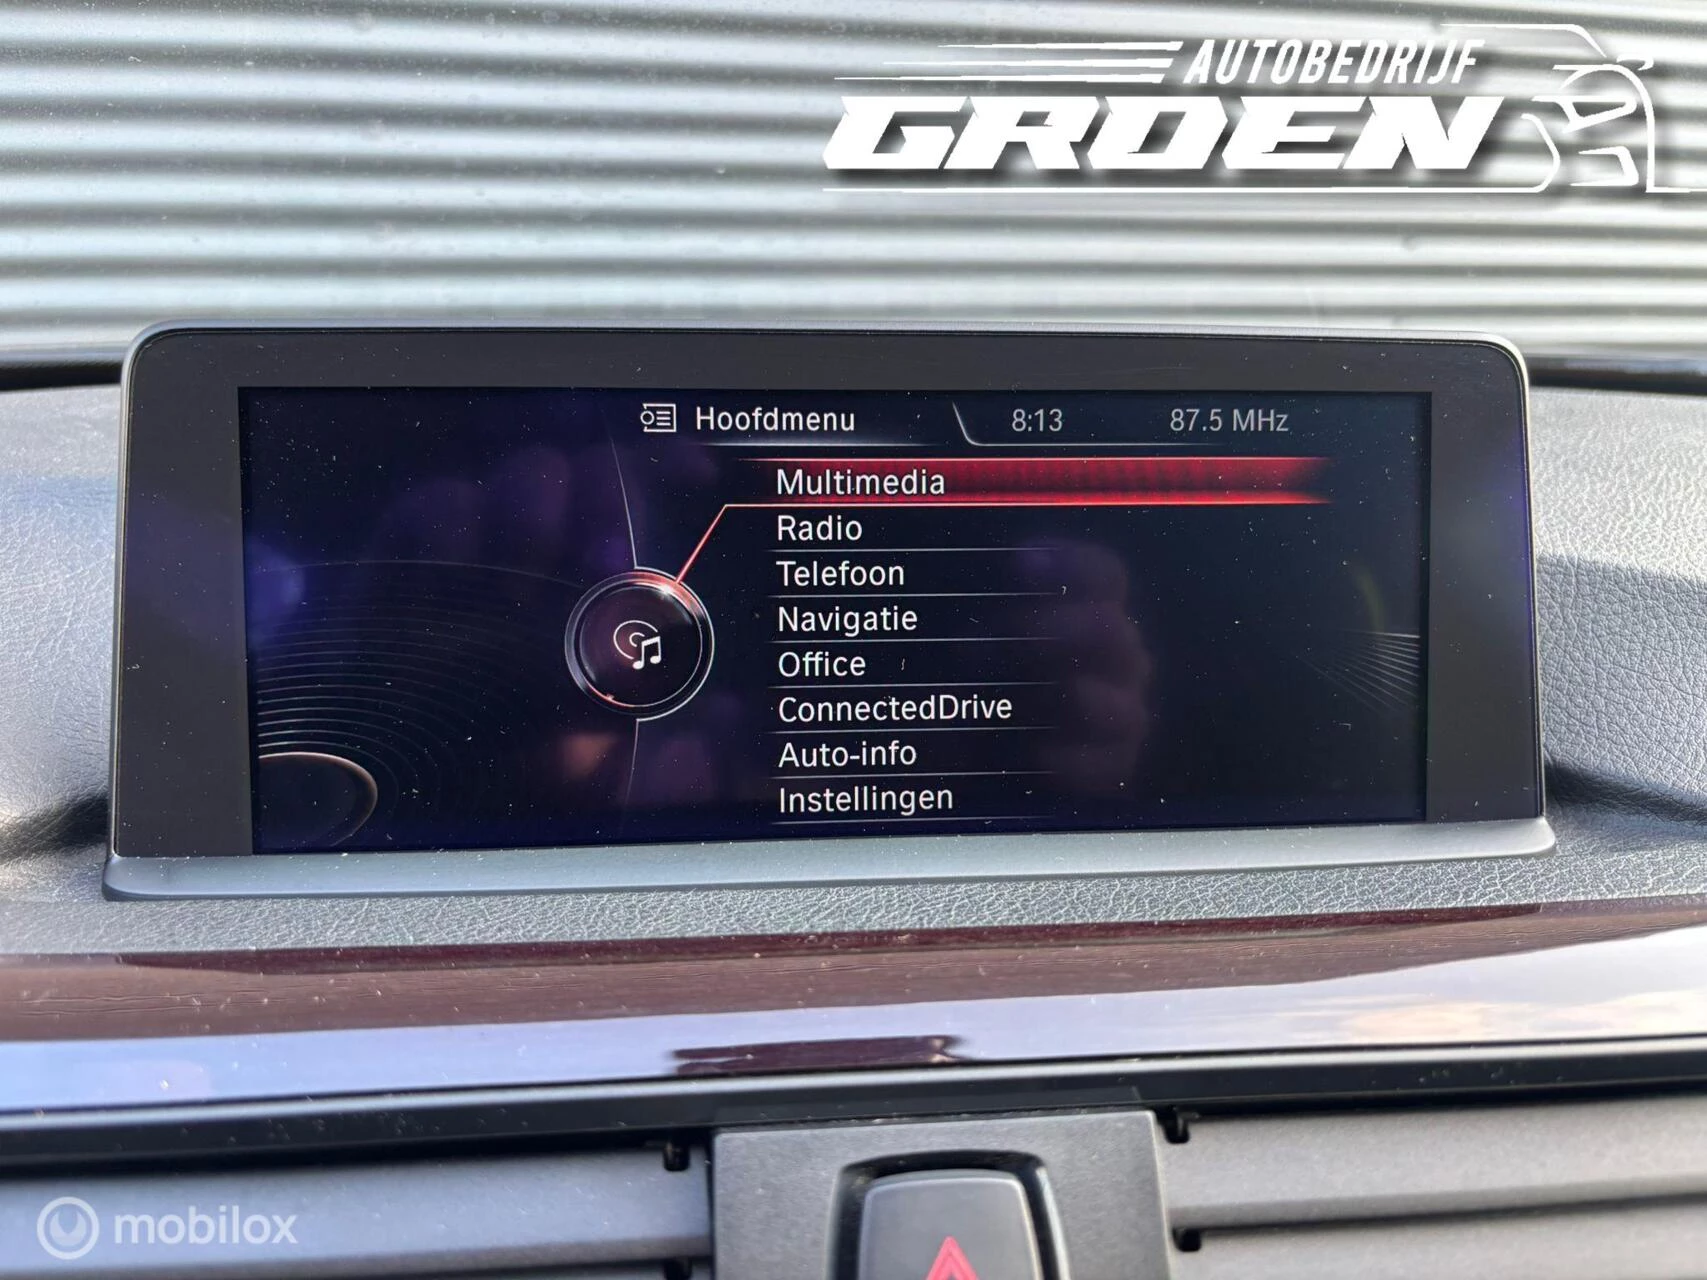 AUTOBEDRIJF
GROEN
Hoofdmenu 8:13 87.5 MHz
Multimedia
Radio
Telefoon
Navigatie
Office
ConnectedDrive
Auto-info
Instellingen
mobilox